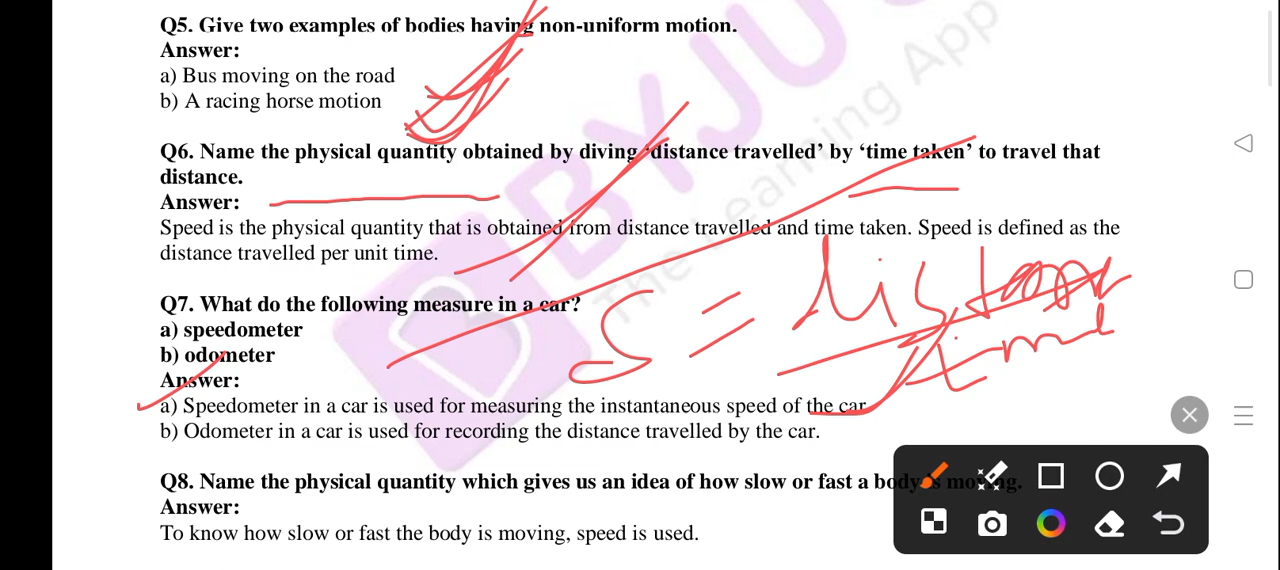 Q5. Give two examples of bodies having non-uniform motion.
Answer:
a) Bus moving on the road
b) A racing horse motion
Q6. Name the physical quantity obtained by diving ‘distance travelled’ by ‘time taken’ to travel that
distance.
Answer:
Speed is the physical quantity that is obtained from distance travelled and time taken. Speed is defined as the
distance travelled per unit time.
S = distance
time
Q7. What do the following measure in a car?
a) speedometer
b) odometer
Answer:
a) Speedometer in a car is used for measuring the instantaneous speed of the car
b) Odometer in a car is used for recording the distance travelled by the car.
Q8. Name the physical quantity which gives us an idea of how slow or fast a body is moving.
Answer:
To know how slow or fast the body is moving, speed is used.
BYJU'S
The Learning App